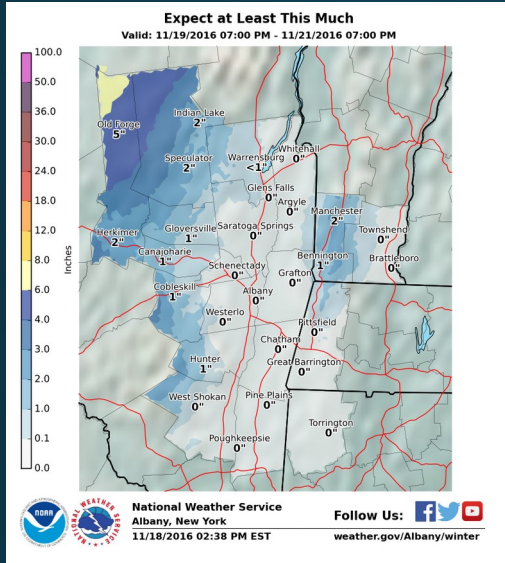 Expect at Least This Much
Valid: 11/19/2016 07:00 PM - 11/21/2016 07:00 PM
100.0
50.0
36.0
30.0
24.0
18.0
12.0
8.0
6.0
4.0
3.0
2.0
1.0
0.1
0.0
Inches
Old Forge
5"
Indian Lake
2"
Speculator
2"
Warrensburg
<1"
Whitehall
0"
Glens Falls
0"
Argyle
0"
Manchester
2"
Herkimer
2"
Gloversville
1"
Saratoga Springs
0"
Townshend
0"
Canajoharie
1"
Schenectady
0"
Bennington
1"
Brattleboro
0"
Grafton
0"
Cobleskill
1"
Albany
0"
Westerlo
0"
Pittsfield
0"
Chatham
0"
Hunter
1"
Great Barrington
0"
West Shokan
0"
Pine Plains
0"
Torrington
0"
Poughkeepsie
0"
NOAA
NATIONAL WEATHER SERVICE
National Weather Service
Albany, New York
11/18/2016 02:38 PM EST
Follow Us:
weather.gov/Albany/winter